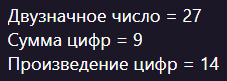 Двузначное число = 27
Сумма цифр = 9
Произведение цифр = 14